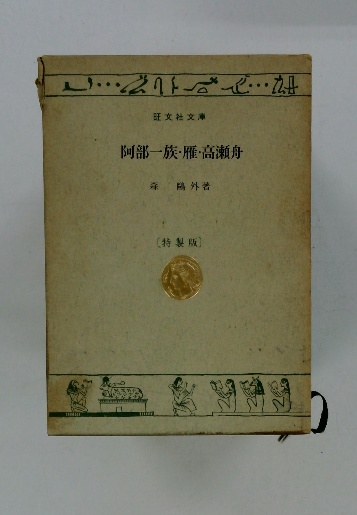 旺文社文庫
阿部一族・雁・高瀬舟
森 鷗外著
［特製版］